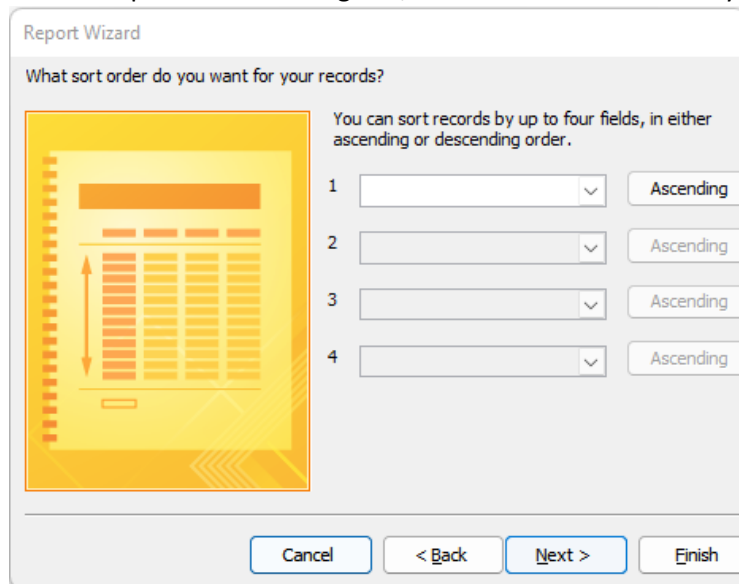 Report Wizard
What sort order do you want for your records?
You can sort records by up to four fields, in either
ascending or descending order.
1 Ascending
2 Ascending
3 Ascending
4 Ascending
Cancel < Back Next > Finish